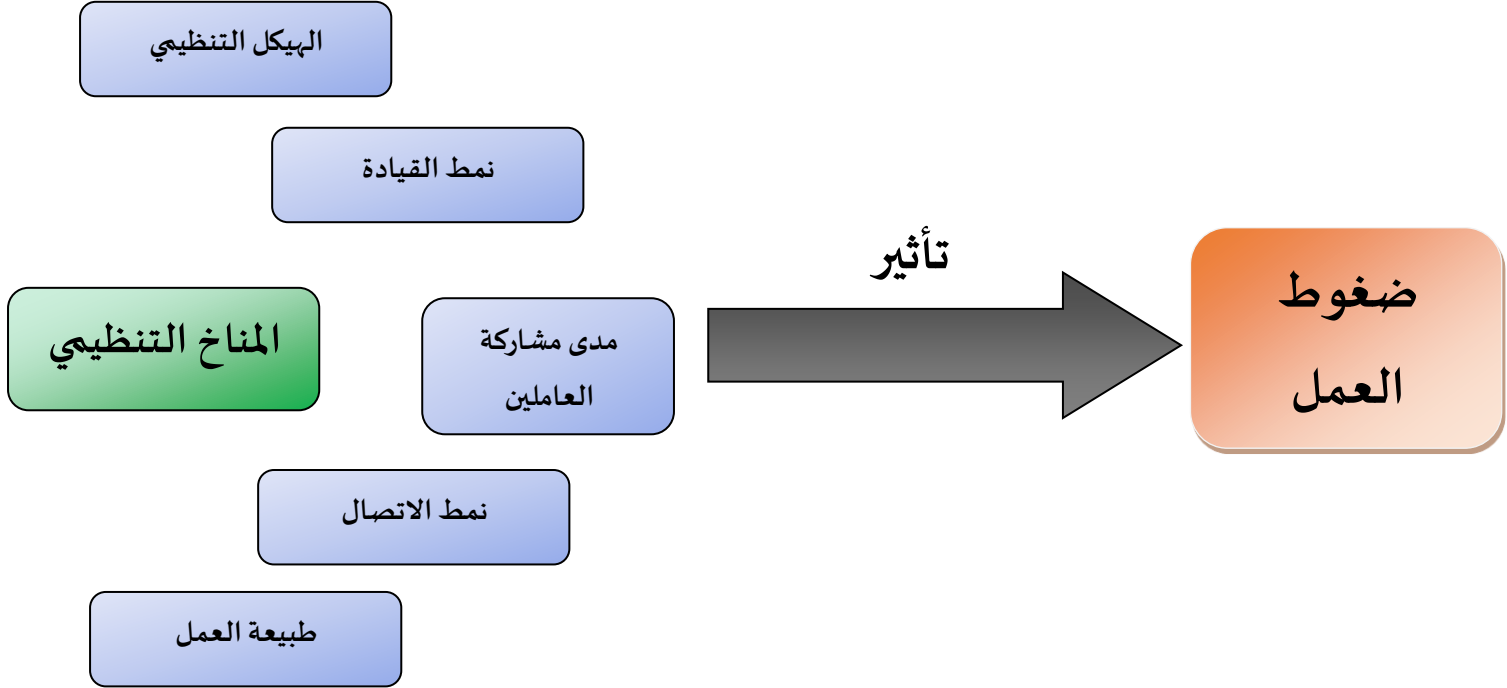 الهيكل التنظيمي
نمط القيادة
تأثير
ضغوط
العمل
المناخ التنظيمي
مدى مشاركة
العاملين
نمط الاتصال
طبيعة العمل